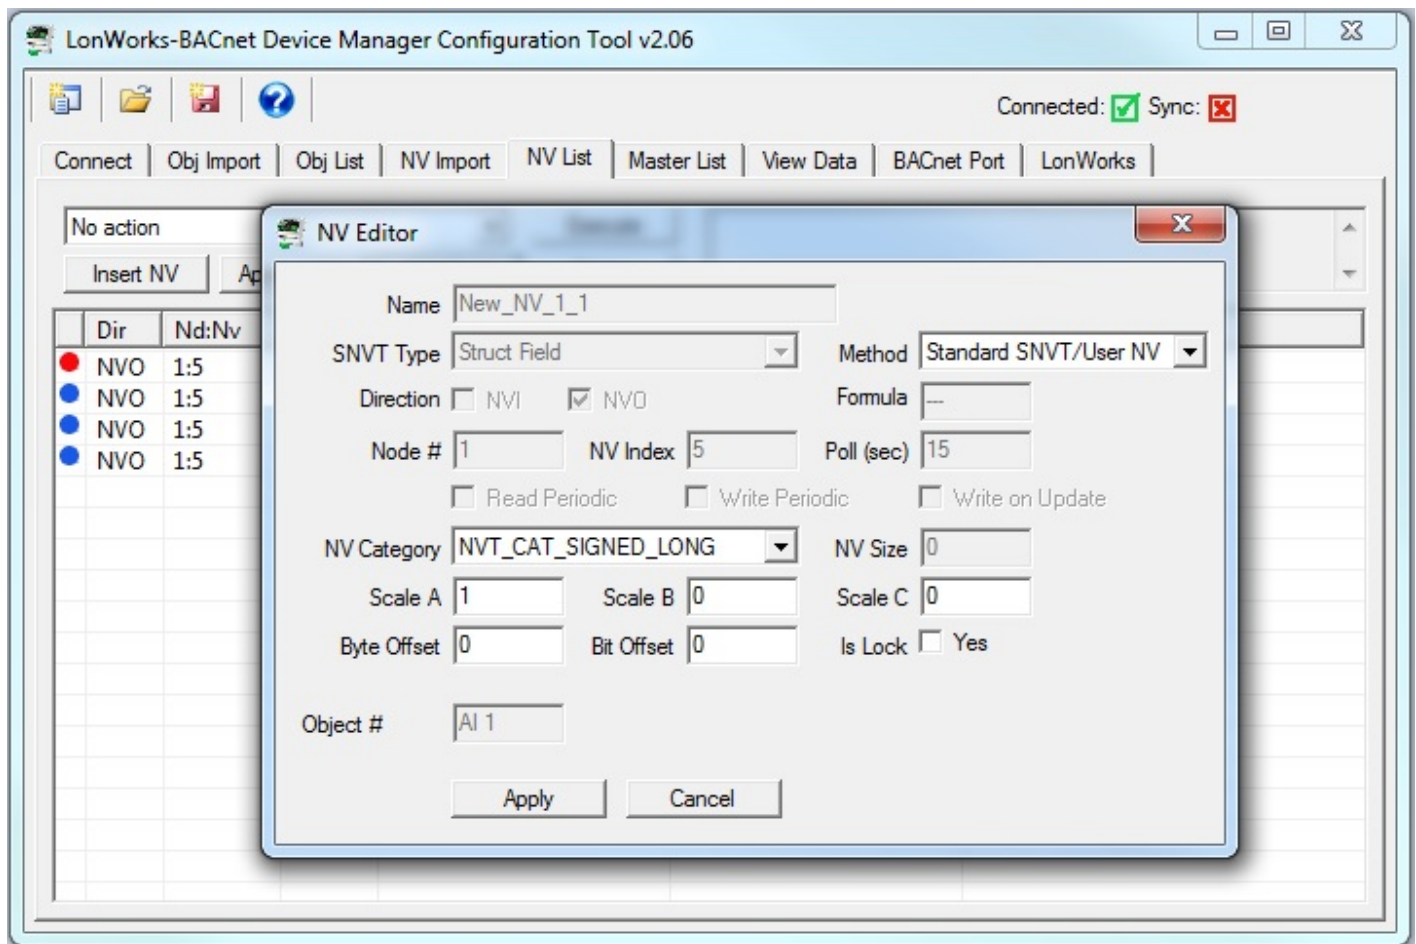 LonWorks-BACnet Device Manager Configuration Tool v2.06
Connected: Sync:
Connect Obj Import Obj List NV Import NV List Master List View Data BACnet Port LonWorks
No action
Insert NV Ap
Dir Nd:Nv
NVO 1:5
NVO 1:5
NVO 1:5
NVO 1:5
NV Editor
Name New_NV_1_1
SNVT Type Struct Field Method Standard SNVT/User NV
Direction NVI NVO Formula ---
Node # 1 NV Index 5 Poll (sec) 15
Read Periodic Write Periodic Write on Update
NV Category NVT_CAT_SIGNED_LONG NV Size 0
Scale A 1 Scale B 0 Scale C 0
Byte Offset 0 Bit Offset 0 Is Lock Yes
Object # AI 1
Apply Cancel